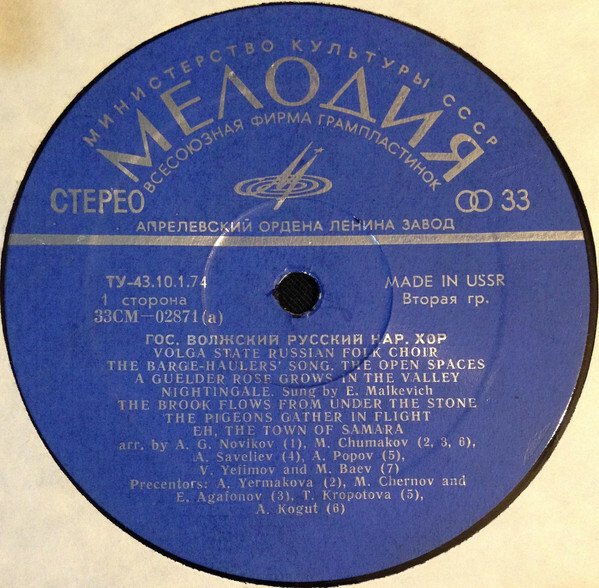 МИНИСТЕРСТВО КУЛЬТУРЫ СССР
МЕЛОДИЯ
ВСЕСОЮЗНАЯ ФИРМА ГРАМПЛАСТИНОК
СТЕРЕО
33
АПРЕЛЕВСКИЙ ОРДЕНА ЛЕНИНА ЗАВОД
ТУ-43.10.1.74
MADE IN USSR
1 сторона
Вторая гр.
33СМ—02871(а)
ГОС. ВОЛЖСКИЙ РУССКИЙ НАР. ХОР
VOLGA STATE RUSSIAN FOLK CHOIR
THE BARGE-HAULERS' SONG. THE OPEN SPACES
A GUELDER ROSE GROWS IN THE VALLEY
NIGHTINGALE. Sung by E. Malkevich
THE BROOK FLOWS FROM UNDER THE STONE
THE PIGEONS GATHER IN FLIGHT
EH, THE TOWN OF SAMARA
arr. by A. G. Novikov (1), M. Chumakov (2, 3, 6),
A. Saveliev (4), A. Popov (5),
V. Yefimov and M. Baev (7)
Precentors: A. Yermakova (2), M. Chernov and
E. Agafonov (3), T. Kropotova (5),
A. Kogut (6)